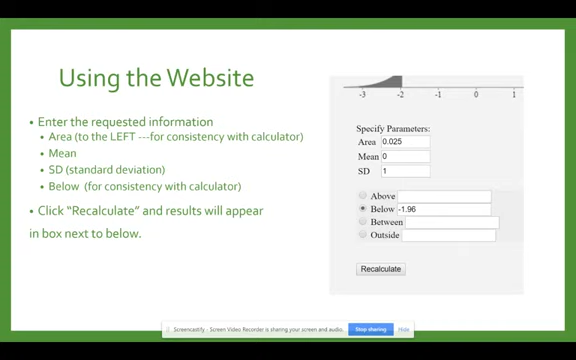 Using the Website
• Enter the requested information
• Area (to the LEFT ---for consistency with calculator)
• Mean
• SD (standard deviation)
• Below (for consistency with calculator)
• Click "Recalculate" and results will appear
in box next to below.
-3 -2 -1 0 1
Specify Parameters:
Area 0.025
Mean 0
SD 1
Above
Below -1.96
Between
Outside
Recalculate
Screencastify - Screen Video Recorder is sharing your screen and audio. Stop sharing Hide